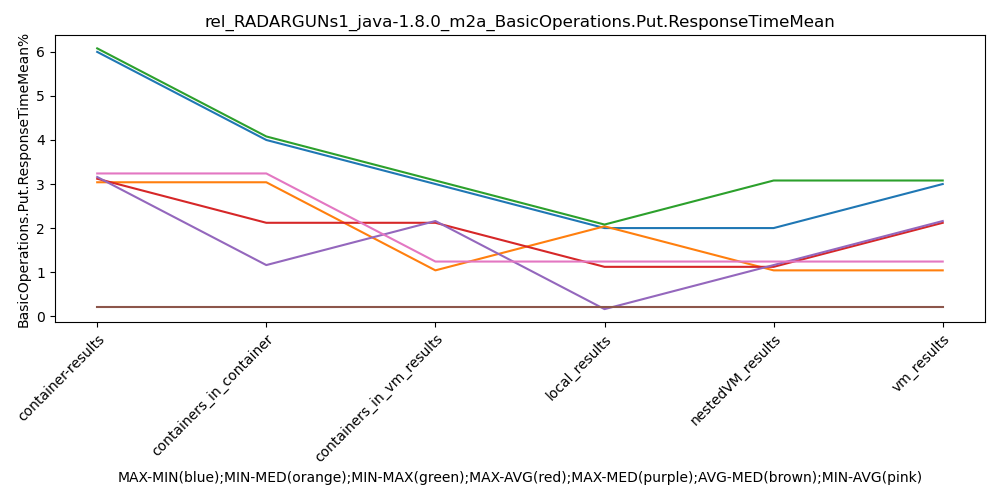 rel_RADARGUNs1_java-1.8.0_m2a_BasicOperations.Put.ResponseTimeMean
BasicOperations.Put.ResponseTimeMean%
6
5
4
3
2
1
0
container-results
containers_in_container
containers_in_vm_results
local_results
nestedVM_results
vm_results
MAX-MIN(blue);MIN-MED(orange);MIN-MAX(green);MAX-AVG(red);MAX-MED(purple);AVG-MED(brown);MIN-AVG(pink)